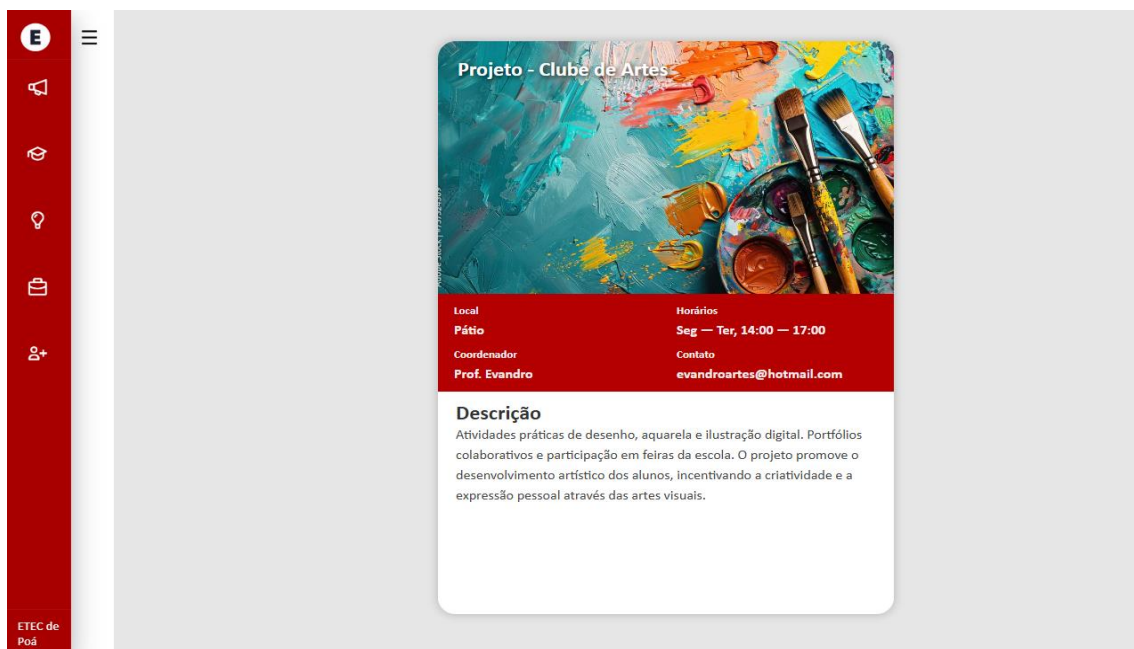 E
Projeto - Clube de Artes
Local
Pátio
Horários
Seg — Ter, 14:00 — 17:00
Coordenador
Prof. Evandro
Contato
evandroartes@hotmail.com
Descrição
Atividades práticas de desenho, aquarela e ilustração digital. Portfólios
colaborativos e participação em feiras da escola. O projeto promove o
desenvolvimento artístico dos alunos, incentivando a criatividade e a
expressão pessoal através das artes visuais.
ETEC de
Poá